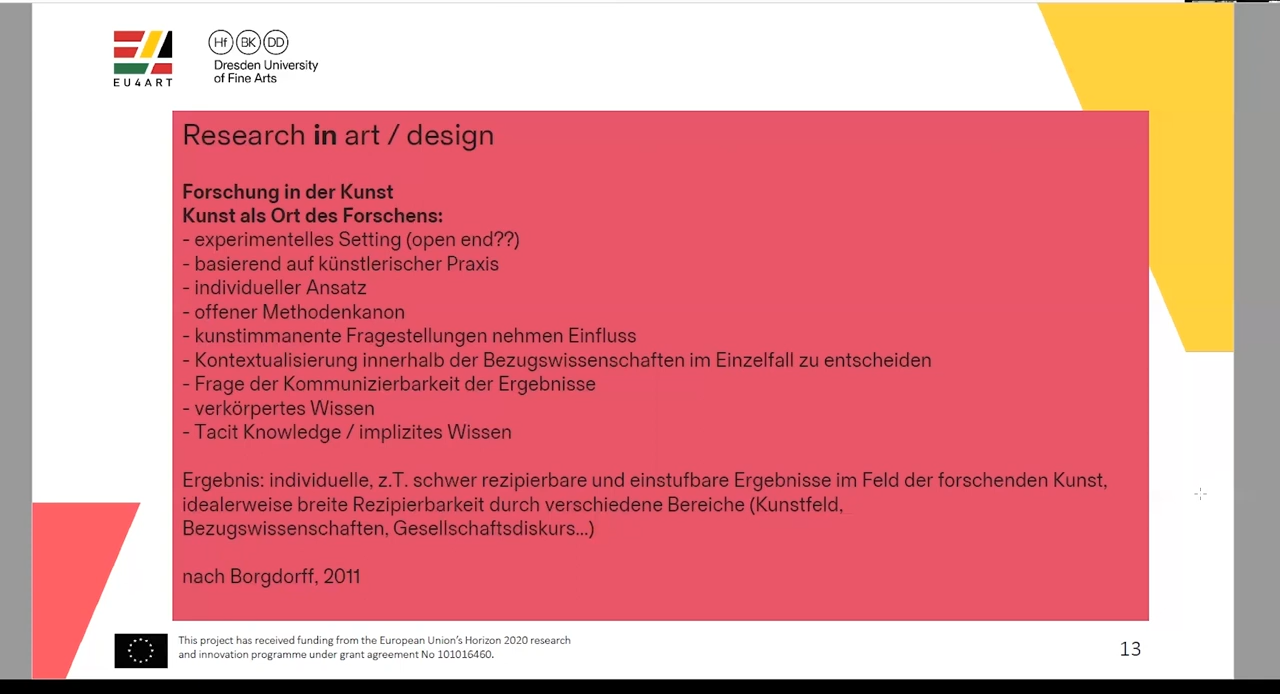 EU4ART
Hf BK DD
Dresden University
of Fine Arts
Research in art / design
Forschung in der Kunst
Kunst als Ort des Forschens:
- experimentelles Setting (open end??)
- basierend auf künstlerischer Praxis
- individueller Ansatz
- offener Methodenkanon
- kunstimmanente Fragestellungen nehmen Einfluss
- Kontextualisierung innerhalb der Bezugswissenschaften im Einzelfall zu entscheiden
- Frage der Kommunizierbarkeit der Ergebnisse
- verkörpertes Wissen
- Tacit Knowledge / implizites Wissen
Ergebnis: individuelle, z.T. schwer rezipierbare und einstufbare Ergebnisse im Feld der forschenden Kunst,
idealerweise breite Rezipierbarkeit durch verschiedene Bereiche (Kunstfeld,
Bezugswissenschaften, Gesellschaftsdiskurs...)
nach Borgdorff, 2011
This project has received funding from the European Union's Horizon 2020 research
and innovation programme under grant agreement No 101016460.
13